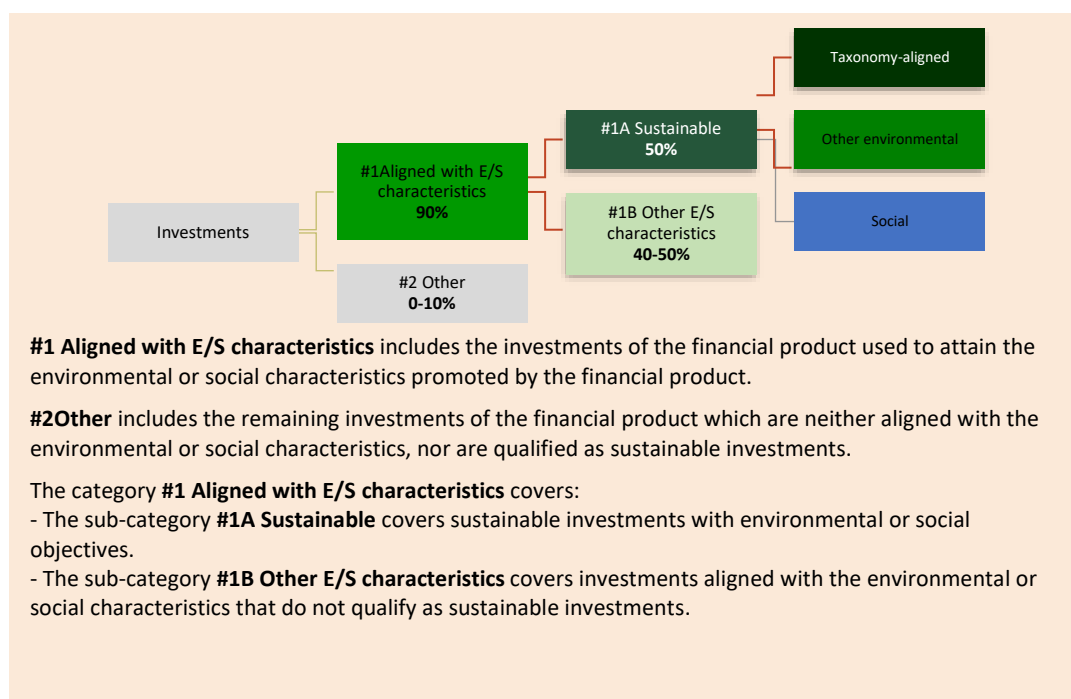 Taxonomy-aligned
#1A Sustainable
50%
Other environmental
#1Aligned with E/S
characteristics
90%
#1B Other E/S
characteristics
40-50%
Social
Investments
#2 Other
0-10%
#1 Aligned with E/S characteristics includes the investments of the financial product used to attain the
environmental or social characteristics promoted by the financial product.
#2Other includes the remaining investments of the financial product which are neither aligned with the
environmental or social characteristics, nor are qualified as sustainable investments.
The category #1 Aligned with E/S characteristics covers:
- The sub-category #1A Sustainable covers sustainable investments with environmental or social
objectives.
- The sub-category #1B Other E/S characteristics covers investments aligned with the environmental or
social characteristics that do not qualify as sustainable investments.